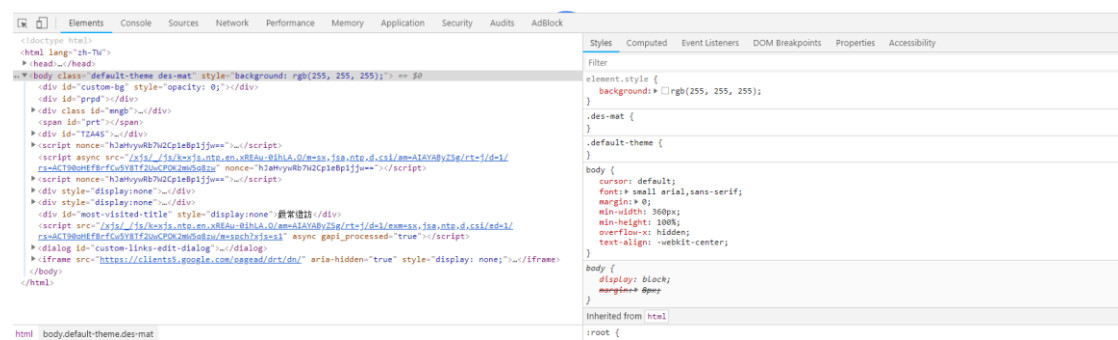 Elements Console Sources Network Performance Memory Application Security Audits AdBlock
<!doctype html>
<html lang="zh-TW">
▶<head>…</head>
…▼<body class="default-theme des-mat" style="background: rgb(255, 255, 255);"> == $0
<div id="custom-bg" style="opacity: 0;"></div>
<div id="prpd"></div>
▶<div class id="mngb">…</div>
<span id="prt"></span>
▶<div id="TZA4S">…</div>
▶<script nonce="hJaHvywRb7W2Cp1eBp1jjw==">…</script>
<script async src="/xjs/_/js/k=xjs.ntp.en.xREAu-0ihLA.O/m=sx,jsa,ntp,d,csi/am=AIAYAByZSg/rt=j/d=1/
rs=ACT90oHEfBrfCw5Y8Tf2UwCPOK2mW5q8zw" nonce="hJaHvywRb7W2Cp1eBp1jjw=="></script>
▶<script nonce="hJaHvywRb7W2Cp1eBp1jjw==">…</script>
▶<div style="display:none">…</div>
▶<div style="display:none">…</div>
<div id="most-visited-title" style="display:none">最常造訪</div>
<script src="/xjs/_/js/k=xjs.ntp.en.xREAu-0ihLA.O/am=AIAYAByZSg/rt=j/d=1/exm=sx,jsa,ntp,d,csi/ed=1/
rs=ACT90oHEfBrfCw5Y8Tf2UwCPOK2mW5q8zw/m=spch?xjs=s1" async gapi_processed="true"></script>
▶<dialog id="custom-links-edit-dialog">…</dialog>
▶<iframe src="https://clients5.google.com/pagead/drt/dn/" aria-hidden="true" style="display: none;">…</iframe>
</body>
</html>
html body.default-theme.des-mat
Styles Computed Event Listeners DOM Breakpoints Properties Accessibility
Filter
element.style {
background:▶ rgb(255, 255, 255);
}
.des-mat {
}
.default-theme {
}
body {
cursor: default;
font:▶ small arial,sans-serif;
margin:▶ 0;
min-width: 360px;
min-height: 100%;
overflow-x: hidden;
text-align: -webkit-center;
}
body {
display: block;
margin:▶ 8px;
}
Inherited from html
:root {